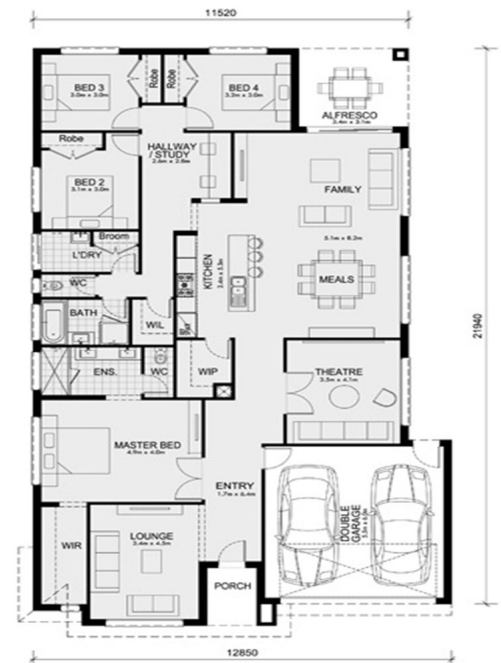 11520
BED 3
3.0m x 3.0m
Robe
Robe
BED 4
3.2m x 3.0m
ALFRESCO
3.4m x 3.1m
Robe
HALLWAY
/ STUDY
2.6m x 2.8m
BED 2
3.1m x 3.0m
FAMILY
5.1m x 8.2m
Broom
L'DRY
WC
KITCHEN
MEALS
BATH
WIL
21940
ENS.
WC
WIP
THEATRE
3.5m x 4.1m
MASTER BED
4.9m x 4.0m
ENTRY
1.7m x 6.4m
DOUBLE
GARAGE
WIR
LOUNGE
3.4m x 4.5m
PORCH
12850